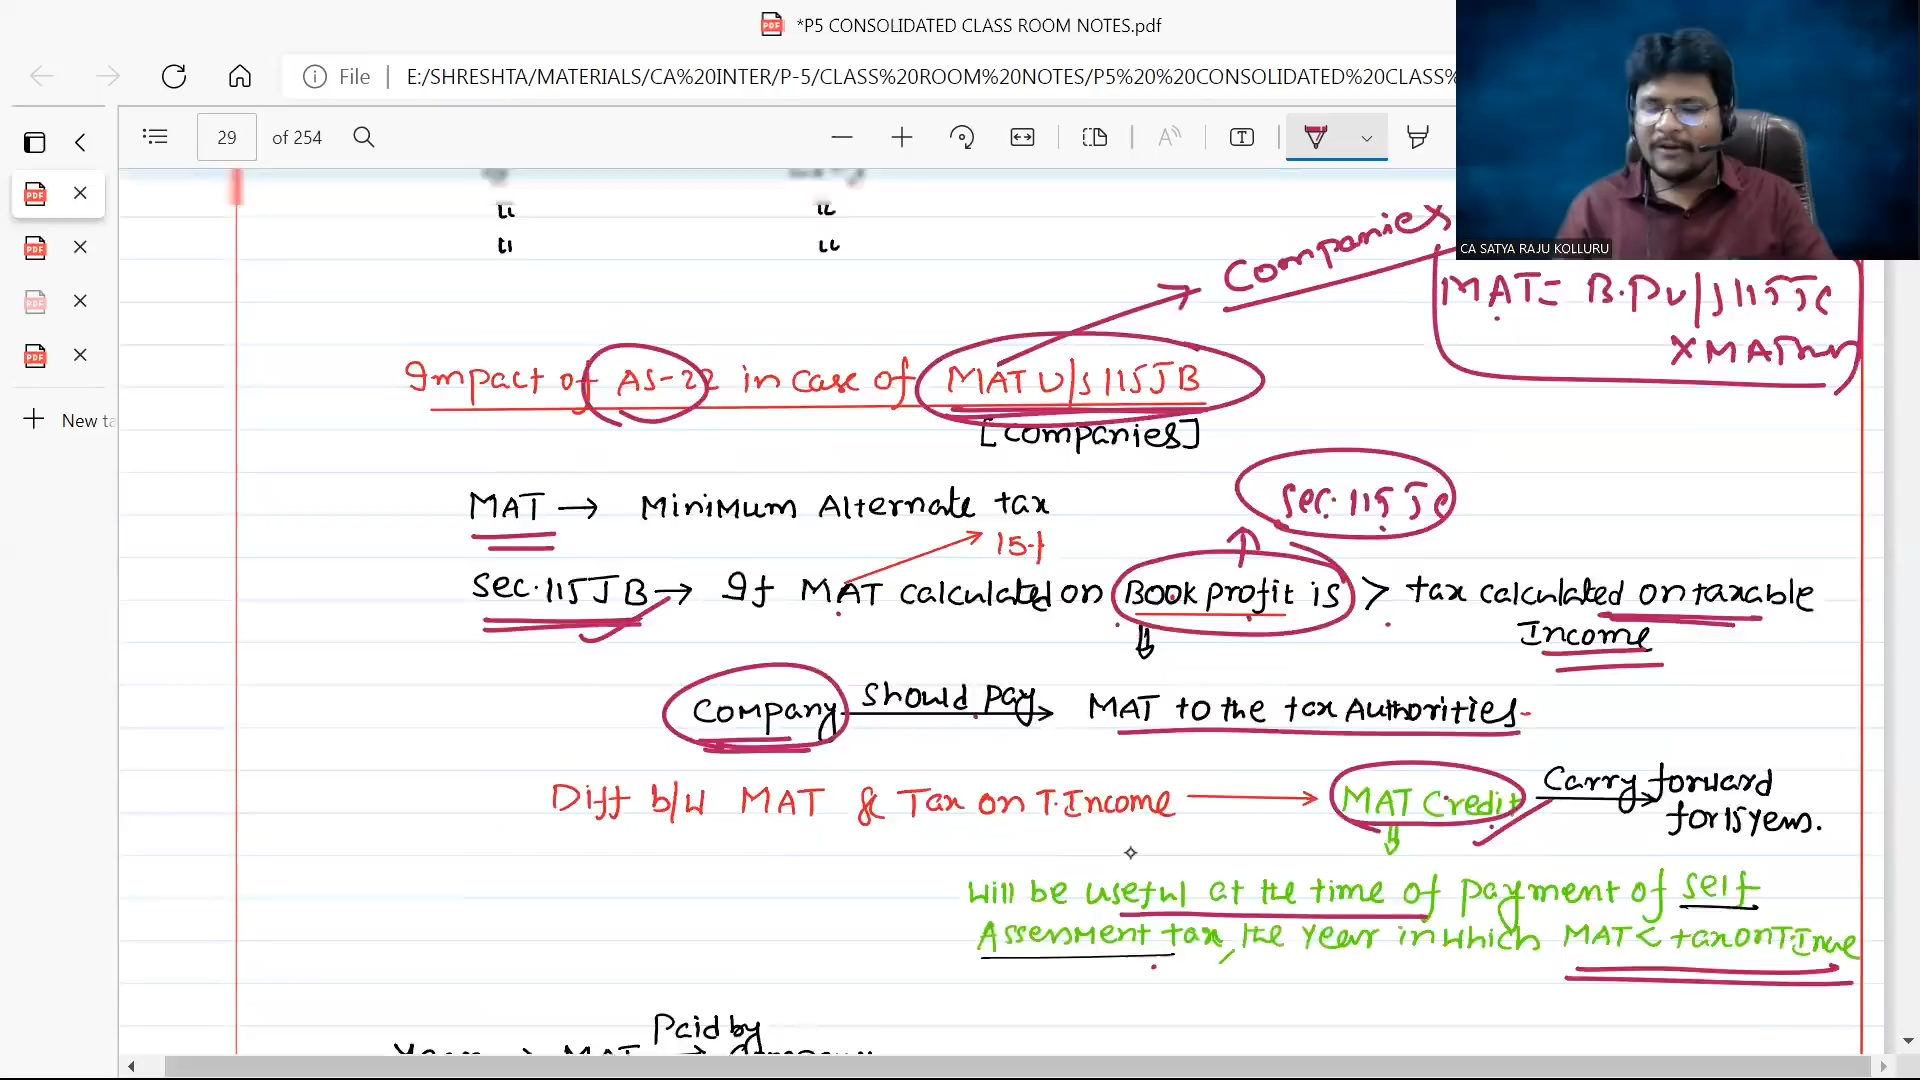 *P5 CONSOLIDATED CLASS ROOM NOTES.pdf
File E:/SHRESHTA/MATERIALS/CA%20INTER/P-5/CLASS%20ROOM%20NOTES/P5%20%20CONSOLIDATED%20CLASS%
29 of 254
New ta
CA SATYA RAJU KOLLURU
Companies
MAT = B.P U/s 115JC
X MAT
Impact of AS-22 in case of MAT U/s 115JB
[Companies]
Sec. 115JC
MAT → Minimum Alternate tax
15%
Sec. 115JB → If MAT calculated on Book profit is > tax calculated on taxable
Income
Company should pay MAT to the tax Authorities.
Diff b/w MAT & Tax on T.Income → MAT Credit Carry forward
for 15 years.
Will be useful at the time of payment of self
Assessment tax, the year in which MAT < tax on T.Income
Paid by
Year → MAT